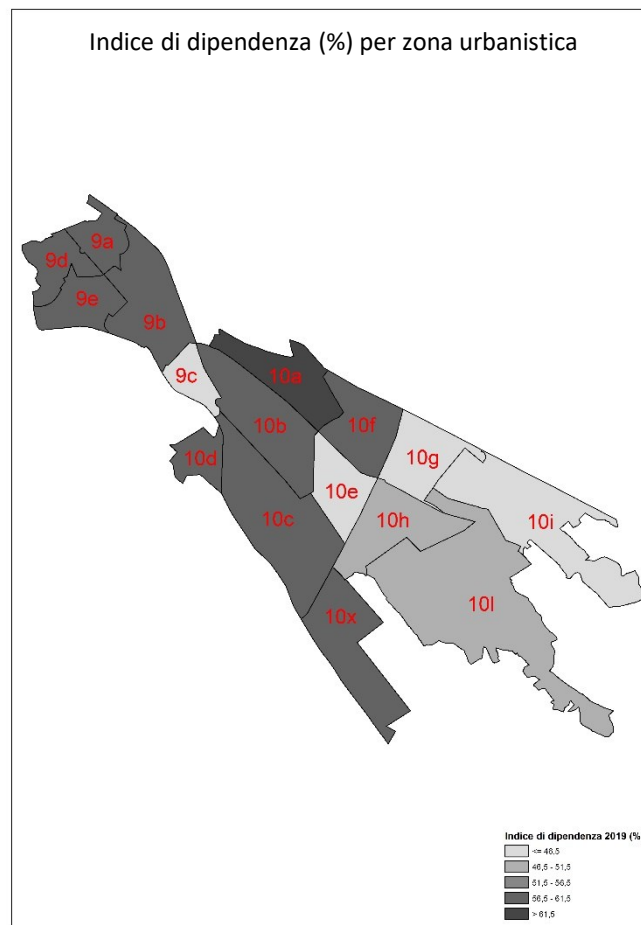 Indice di dipendenza (%) per zona urbanistica
9a
9d
9e
9b
9c
10a
10b
10f
10d
10g
10e
10c
10h
10i
10l
10x
Indice di dipendenza 2019 (%
<= 46,5
46,5 - 51,5
51,5 - 56,5
56,5 - 61,5
> 61,5